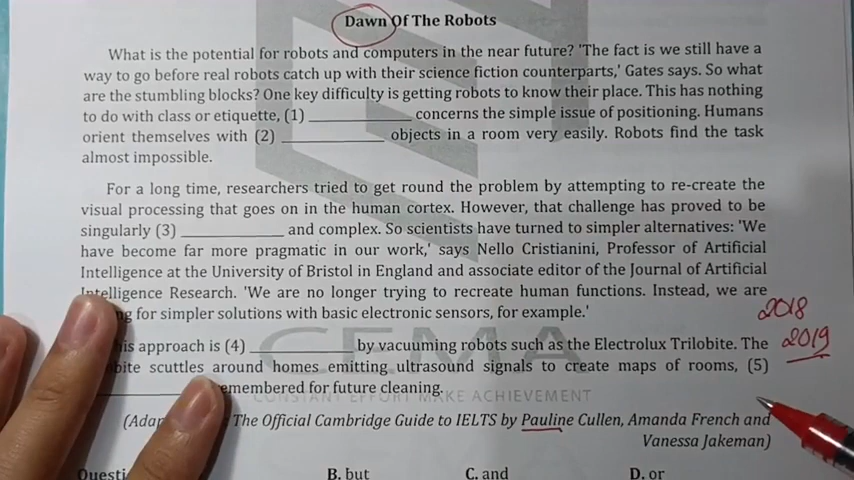 Dawn Of The Robots
What is the potential for robots and computers in the near future? 'The fact is we still have a
way to go before real robots catch up with their science fiction counterparts,' Gates says. So what
are the stumbling blocks? One key difficulty is getting robots to know their place. This has nothing
to do with class or etiquette, (1) __________ concerns the simple issue of positioning. Humans
orient themselves with (2) __________ objects in a room very easily. Robots find the task
almost impossible.
For a long time, researchers tried to get round the problem by attempting to re-create the
visual processing that goes on in the human cortex. However, that challenge has proved to be
singularly (3) __________ and complex. So scientists have turned to simpler alternatives: 'We
have become far more pragmatic in our work,' says Nello Cristianini, Professor of Artificial
Intelligence at the University of Bristol in England and associate editor of the Journal of Artificial
Intelligence Research. 'We are no longer trying to recreate human functions. Instead, we are
for simpler solutions with basic electronic sensors, for example.'
2018
approach is (4) __________ by vacuuming robots such as the Electrolux Trilobite. The
2019
scuttles around homes emitting ultrasound signals to create maps of rooms, (5)
__________ remembered for future cleaning.
CEMA
CONSTANT EFFORT MAKE ACHIEVEMENT
The Official Cambridge Guide to IELTS by Pauline Cullen, Amanda French and
Vanessa Jakeman)
B. but C. and D. or